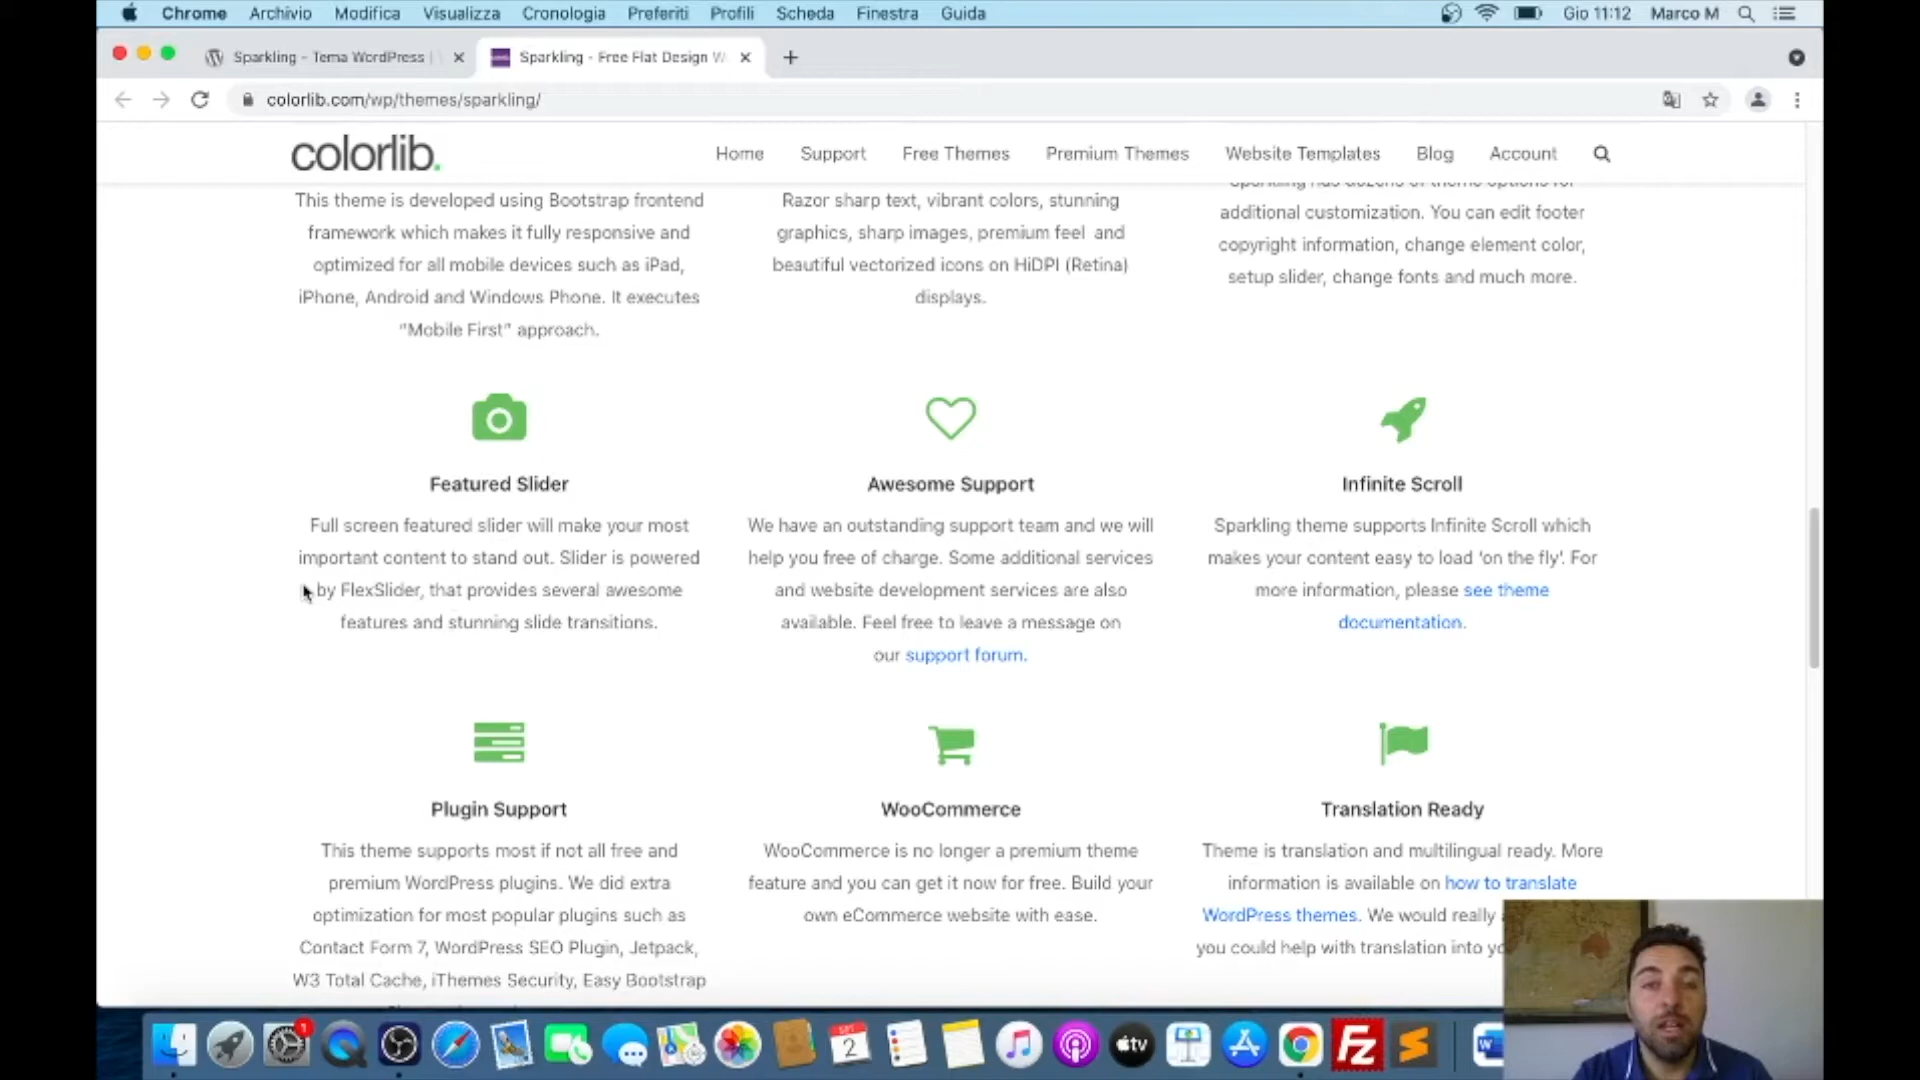 Chrome Archivio Modifica Visualizza Cronologia Preferiti Profili Scheda Finestra Guida Gio 11:12 Marco M
Sparkling - Tema WordPress |
Sparkling - Free Flat Design W
colorlib.com/wp/themes/sparkling/
colorlib.
Home Support Free Themes Premium Themes Website Templates Blog Account
This theme is developed using Bootstrap frontend
framework which makes it fully responsive and
optimized for all mobile devices such as iPad,
iPhone, Android and Windows Phone. It executes
“Mobile First” approach.
Razor sharp text, vibrant colors, stunning
graphics, sharp images, premium feel and
beautiful vectorized icons on HiDPI (Retina)
displays.
Sparkling has dozens of theme options for
additional customization. You can edit footer
copyright information, change element color,
setup slider, change fonts and much more.
Featured Slider
Full screen featured slider will make your most
important content to stand out. Slider is powered
by FlexSlider, that provides several awesome
features and stunning slide transitions.
Awesome Support
We have an outstanding support team and we will
help you free of charge. Some additional services
and website development services are also
available. Feel free to leave a message on
our support forum.
Infinite Scroll
Sparkling theme supports Infinite Scroll which
makes your content easy to load ‘on the fly’. For
more information, please see theme
documentation.
Plugin Support
This theme supports most if not all free and
premium WordPress plugins. We did extra
optimization for most popular plugins such as
Contact Form 7, WordPress SEO Plugin, Jetpack,
W3 Total Cache, iThemes Security, Easy Bootstrap
WooCommerce
WooCommerce is no longer a premium theme
feature and you can get it now for free. Build your
own eCommerce website with ease.
Translation Ready
Theme is translation and multilingual ready. More
information is available on how to translate
WordPress themes. We would really
you could help with translation into
1
SET
2
tv
FZ
W